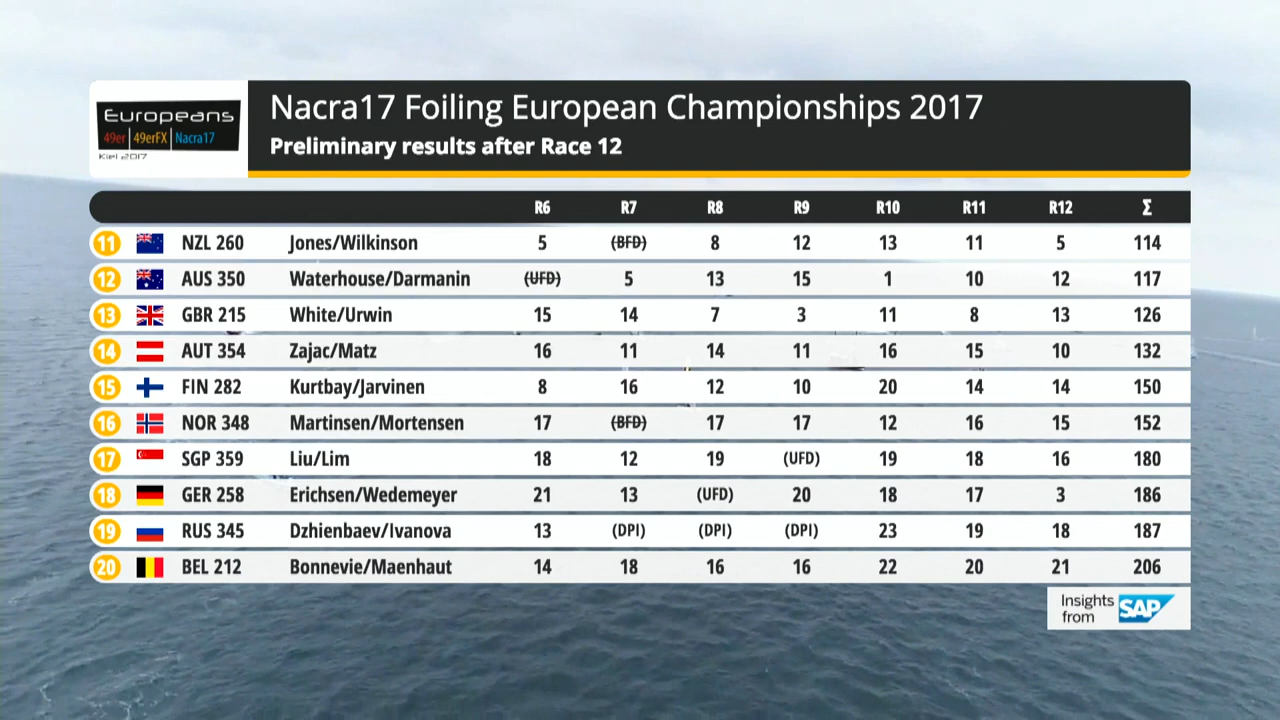 Europeans
49er 49erFX Nacra17
Kiel 2017
Nacra17 Foiling European Championships 2017
Preliminary results after Race 12
R6 R7 R8 R9 R10 R11 R12 Σ
11 NZL 260 Jones/Wilkinson 5 (BFD) 8 12 13 11 5 114
12 AUS 350 Waterhouse/Darmanin (UFD) 5 13 15 1 10 12 117
13 GBR 215 White/Urwin 15 14 7 3 11 8 13 126
14 AUT 354 Zajac/Matz 16 11 14 11 16 15 10 132
15 FIN 282 Kurtbay/Jarvinen 8 16 12 10 20 14 14 150
16 NOR 348 Martinsen/Mortensen 17 (BFD) 17 17 12 16 15 152
17 SGP 359 Liu/Lim 18 12 19 (UFD) 19 18 16 180
18 GER 258 Erichsen/Wedemeyer 21 13 (UFD) 20 18 17 3 186
19 RUS 345 Dzhienbaev/Ivanova 13 (DPI) (DPI) (DPI) 23 19 18 187
20 BEL 212 Bonnevie/Maenhaut 14 18 16 16 22 20 21 206
Insights
from SAP